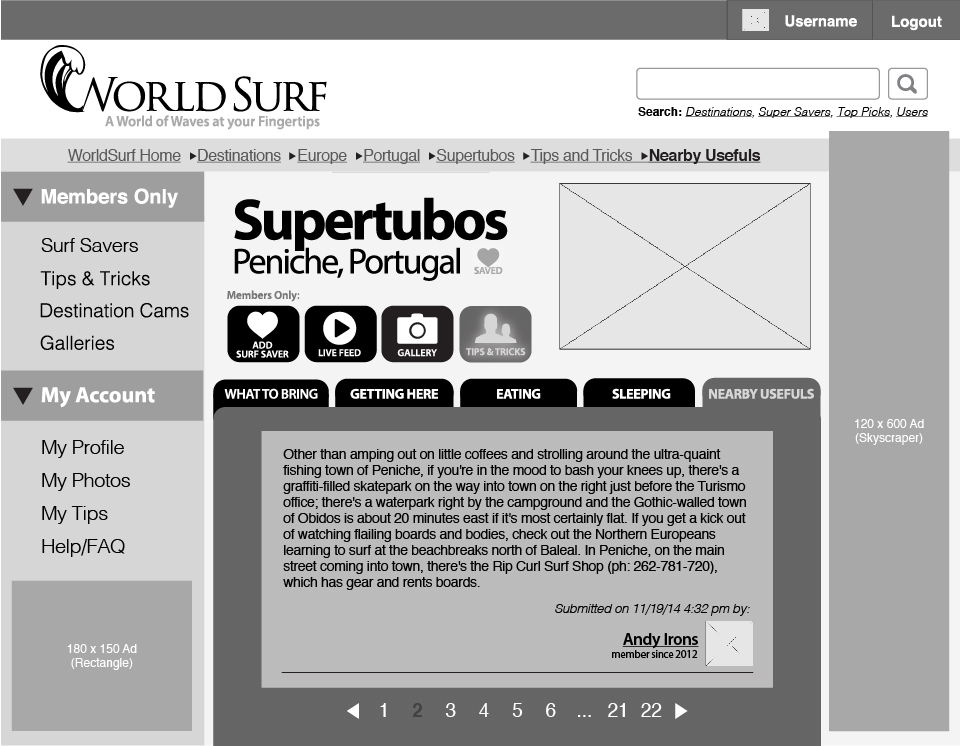 Username
Logout
WORLD SURF
A World of Waves at your Fingertips
Search: Destinations, Super Savers, Top Picks, Users
WorldSurf Home ▸Destinations ▸Europe ▸Portugal ▸Supertubos ▸Tips and Tricks ▸Nearby Usefuls
Members Only
Surf Savers
Tips & Tricks
Destination Cams
Galleries
My Account
My Profile
My Photos
My Tips
Help/FAQ
180 x 150 Ad
(Rectangle)
Supertubos
Peniche, Portugal
SAVED
Members Only:
ADD
SURF SAVER
LIVE FEED
GALLERY
TIPS & TRICKS
WHAT TO BRING
GETTING HERE
EATING
SLEEPING
NEARBY USEFULS
Other than amping out on little coffees and strolling around the ultra-quaint
fishing town of Peniche, if you're in the mood to bash your knees up, there's a
graffiti-filled skatepark on the way into town on the right just before the Turismo
office; there's a waterpark right by the campground and the Gothic-walled town
of Obidos is about 20 minutes east if it's most certainly flat. If you get a kick out
of watching flailing boards and bodies, check out the Northern Europeans
learning to surf at the beachbreaks north of Baleal. In Peniche, on the main
street coming into town, there's the Rip Curl Surf Shop (ph: 262-781-720),
which has gear and rents boards.
Submitted on 11/19/14 4:32 pm by:
Andy Irons
member since 2012
1 2 3 4 5 6 ... 21 22
120 x 600 Ad
(Skyscraper)